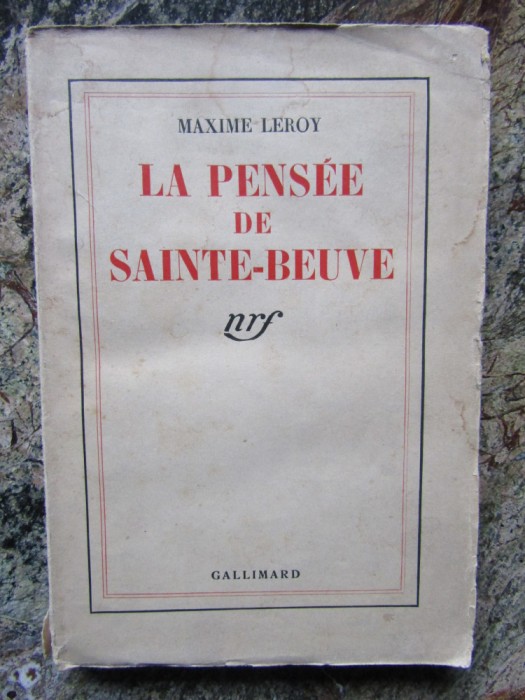 MAXIME LEROY
LA PENSÉE
DE
SAINTE-BEUVE
nrf
GALLIMARD